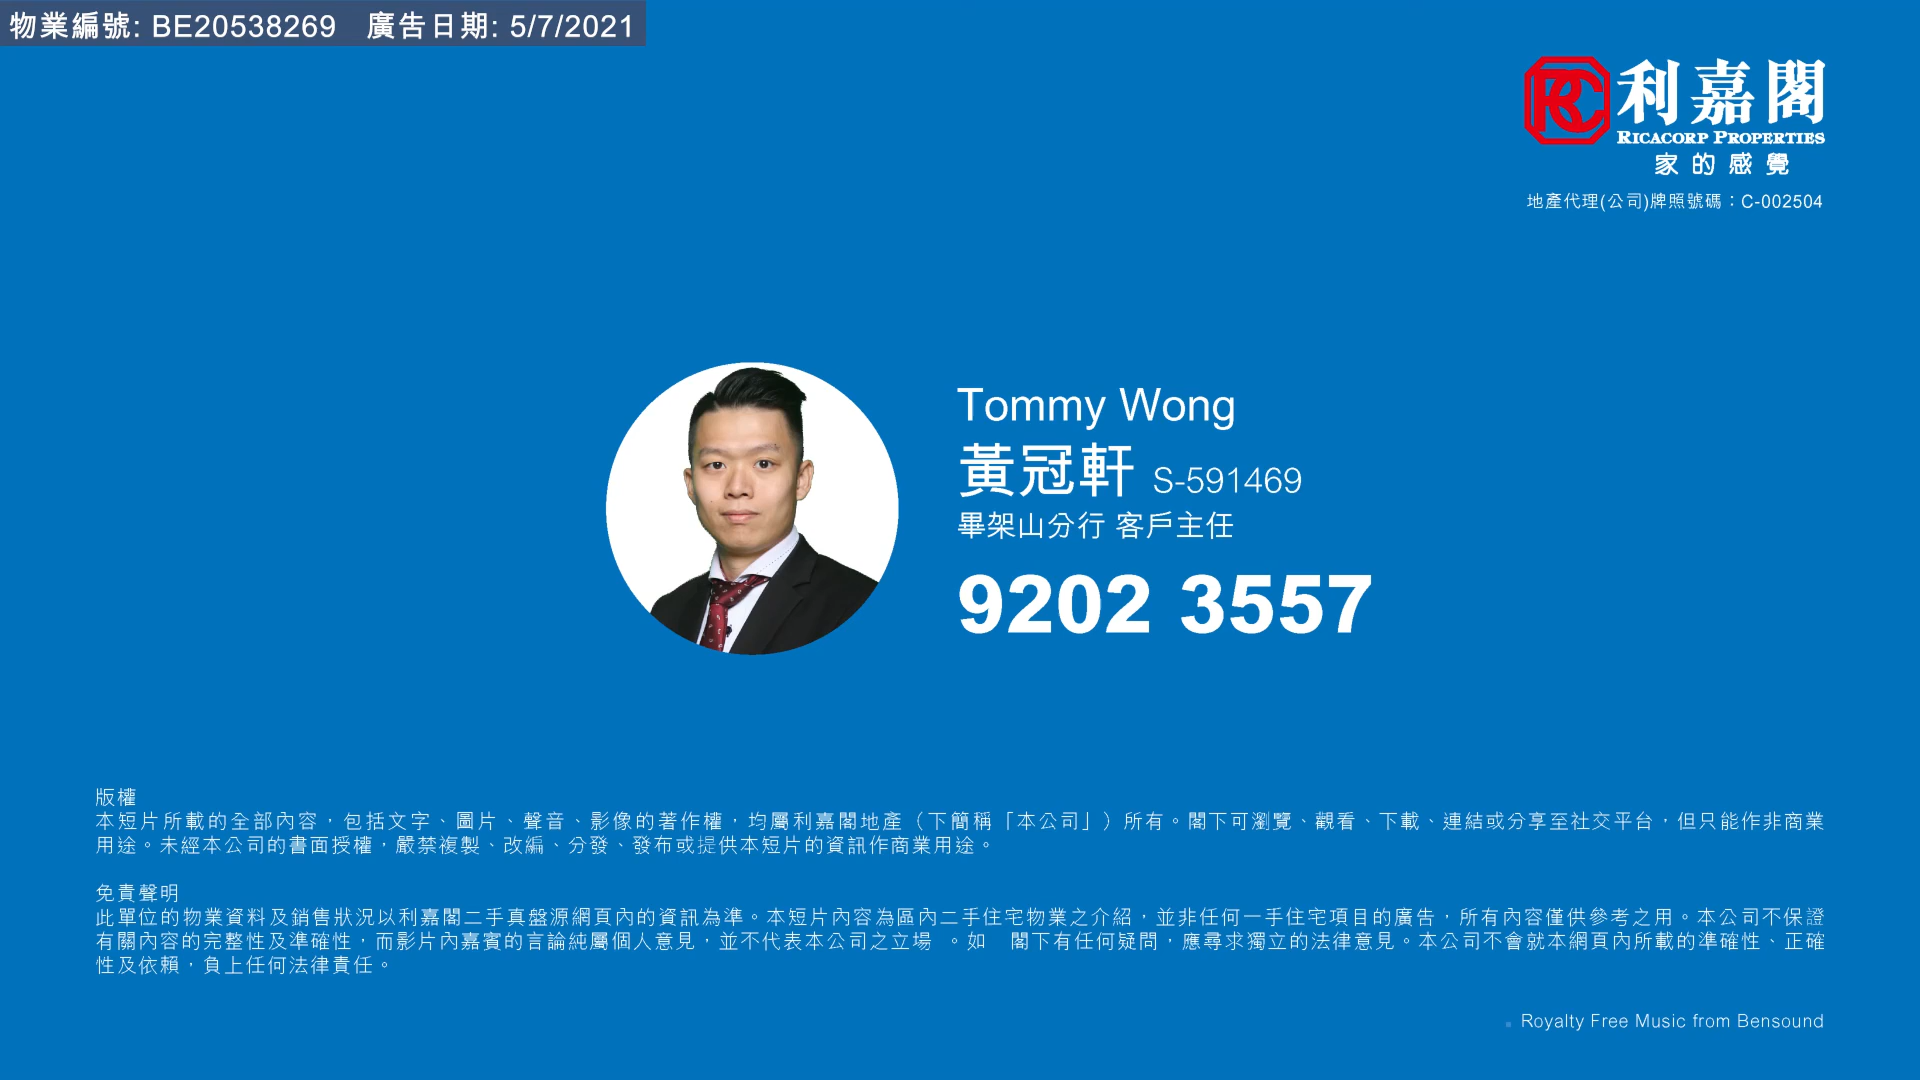 物業編號: BE20538269 廣告日期: 5/7/2021
RC 利嘉閣
RICACORP PROPERTIES
家的感覺
地產代理(公司)牌照號碼：C-002504
Tommy Wong
黃冠軒 S-591469
畢架山分行 客戶主任
9202 3557
版權
本短片所載的全部內容，包括文字、圖片、聲音、影像的著作權，均屬利嘉閣地產（下簡稱「本公司」）所有。閣下可瀏覽、觀看、下載、連結或分享至社交平台，但只能作非商業
用途。未經本公司的書面授權，嚴禁複製、改編、分發、發布或提供本短片的資訊作商業用途。
免責聲明
此單位的物業資料及銷售狀況以利嘉閣二手真盤源網頁內的資訊為準。本短片內容為區內二手住宅物業之介紹，並非任何一手住宅項目的廣告，所有內容僅供參考之用。本公司不保證
有關內容的完整性及準確性，而影片內嘉賓的言論純屬個人意見，並不代表本公司之立場 。如 閣下有任何疑問，應尋求獨立的法律意見。本公司不會就本網頁內所載的準確性、正確
性及依賴，負上任何法律責任。
Royalty Free Music from Bensound